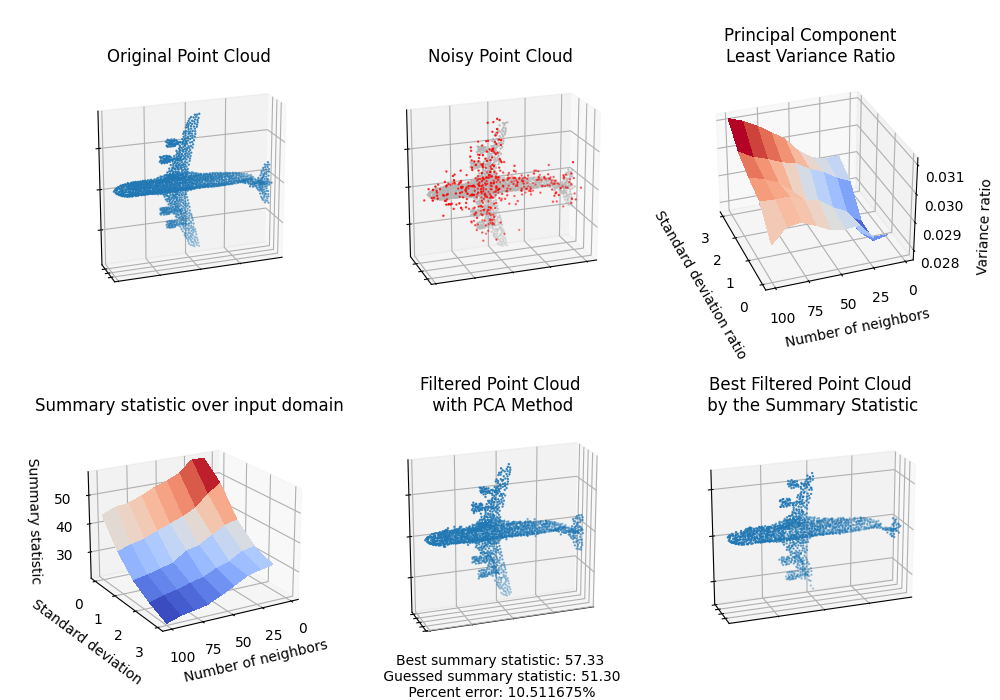 Original Point Cloud
Noisy Point Cloud
Principal Component
Least Variance Ratio
0.031
0.030
0.029
0.028
Variance ratio
3
2
1
0
Standard deviation ratio
100
75
50
25
0
Number of neighbors
Summary statistic over input domain
50
40
30
Summary statistic
0
1
2
3
Standard deviation
100
75
50
25
0
Number of neighbors
Filtered Point Cloud
with PCA Method
Best Filtered Point Cloud
by the Summary Statistic
Best summary statistic: 57.33
Guessed summary statistic: 51.30
Percent error: 10.511675%